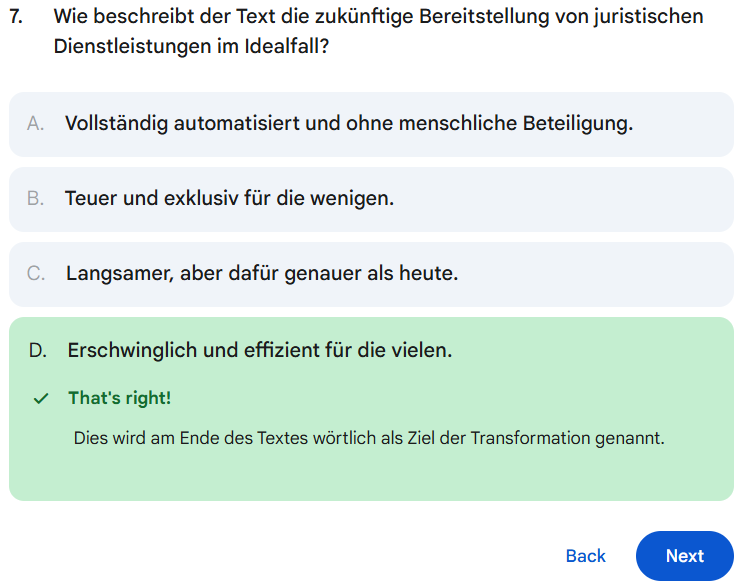 7. Wie beschreibt der Text die zukünftige Bereitstellung von juristischen
Dienstleistungen im Idealfall?
A. Vollständig automatisiert und ohne menschliche Beteiligung.
B. Teuer und exklusiv für die wenigen.
C. Langsamer, aber dafür genauer als heute.
D. Erschwinglich und effizient für die vielen.
✓ That's right!
Dies wird am Ende des Textes wörtlich als Ziel der Transformation genannt.
Back Next